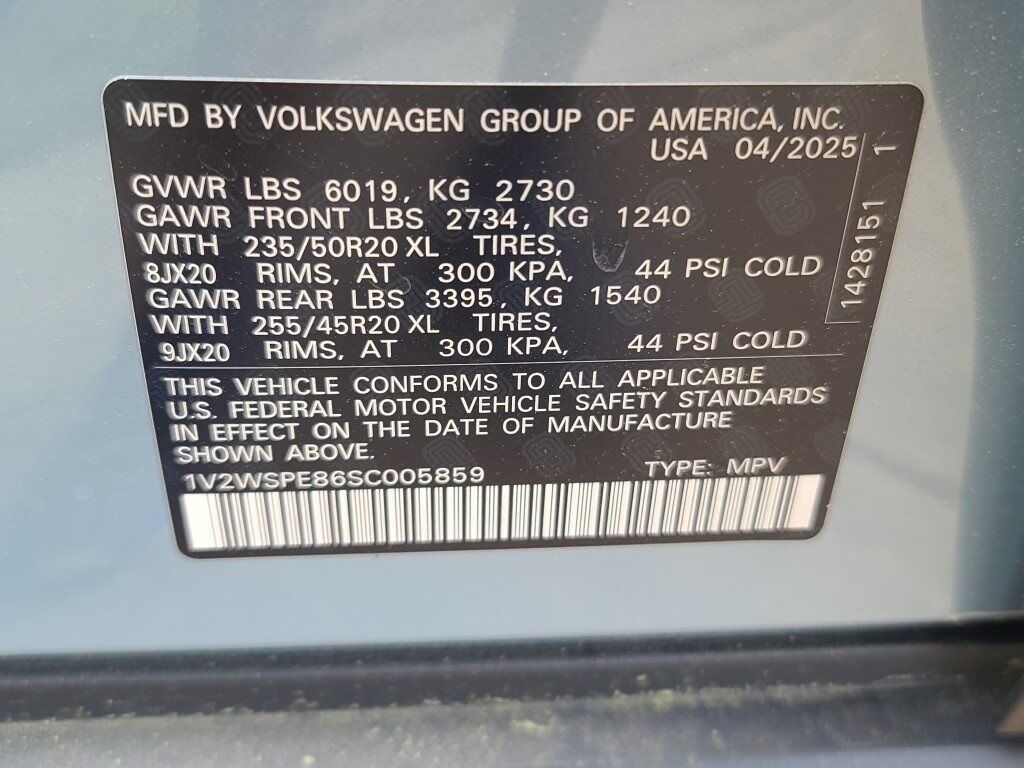 MFD BY VOLKSWAGEN GROUP OF AMERICA, INC.
USA 04/2025
GVWR LBS 6019, KG 2730
GAWR FRONT LBS 2734, KG 1240
WITH 235/50R20 XL TIRES,
8JX20 RIMS, AT 300 KPA, 44 PSI COLD
GAWR REAR LBS 3395, KG 1540
WITH 255/45R20 XL TIRES,
9JX20 RIMS, AT 300 KPA, 44 PSI COLD
1428151 1
THIS VEHICLE CONFORMS TO ALL APPLICABLE
U.S. FEDERAL MOTOR VEHICLE SAFETY STANDARDS
IN EFFECT ON THE DATE OF MANUFACTURE
SHOWN ABOVE.
1V2WSPE86SC005859 TYPE: MPV